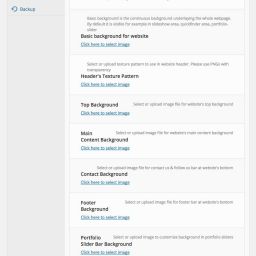 Backup
Basic background is the continuous background underlaying the whole webpage.
By default it is visible for example in slideshow area, quickfinder area, portfolio
slider
Basic background for website
Click here to select image
Select or upload texture pattern to use in website header. Please use PNG with
transparency
Header's Texture Pattern
Click here to select image
Top Background
Select or upload image file for website's top background
Click here to select image
Main
Content Background
Select or upload image file for website's main content background
Click here to select image
Select or upload image file for contact us & follow us bar at website's bottom
Contact Background
Click here to select image
Footer
Background
Select or upload image file for footer bar at website's bottom
Click here to select image
Portfolio
Slider Bar Background
Select or upload image to customize background in portfolio sliders
Click here to select image